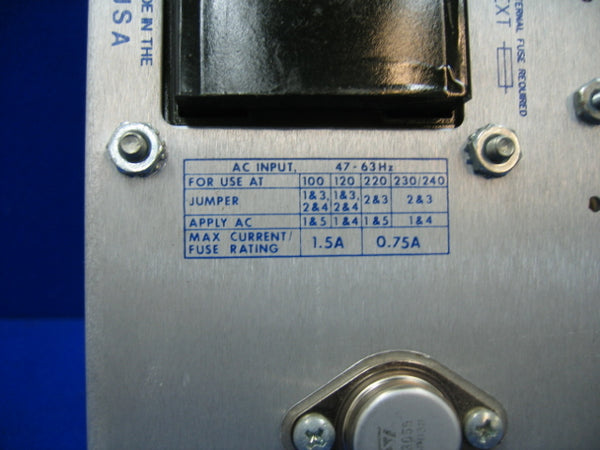 DE IN THE
USA
TERNAL FUSE REQUIRED
EXT
AC INPUT, 47-63Hz
FOR USE AT 100 120 220 230/240
JUMPER 1&3, 2&4 1&3, 2&4 2&3 2&3
APPLY AC 1&5 1&4 1&5 1&4
MAX CURRENT/
FUSE RATING 1.5A 0.75A